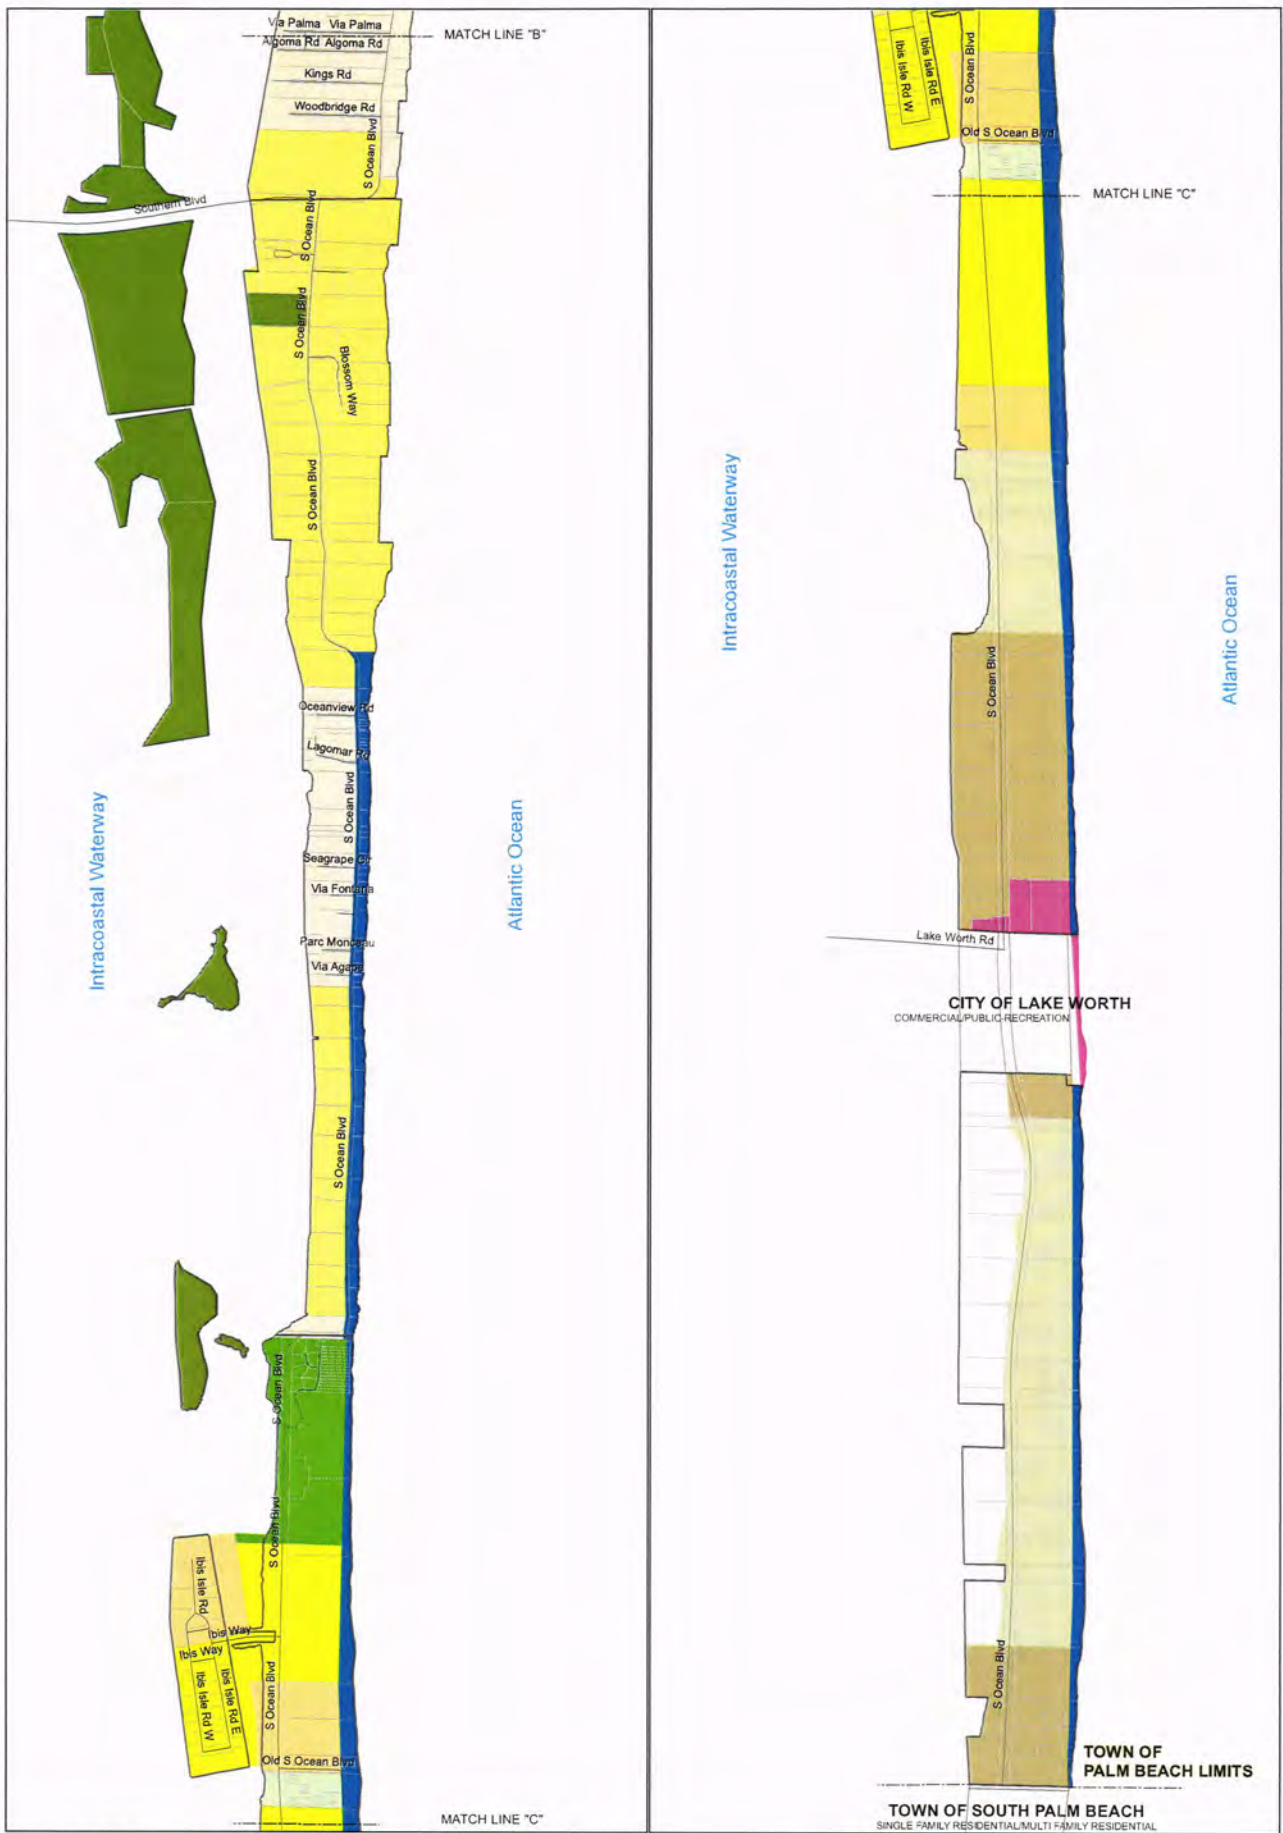 Via Palma Via Palma
MATCH LINE "B"
Algoma Rd Algoma Rd
Kings Rd
Woodbridge Rd
S Ocean Blvd
Southern Blvd
S Ocean Blvd
S Ocean Blvd
Blossom Way
S Ocean Blvd
Oceanview Rd
Lagomar Rd
S Ocean Blvd
Intracoastal Waterway
Atlantic Ocean
Seagrape Cir
Via Fontana
Parc Monceau
Via Agape
S Ocean Blvd
S Ocean Blvd
S Ocean Blvd
Ibis Isle Rd
Ibis Way
Ibis Way
Ibis Isle Rd W
Ibis Isle Rd E
S Ocean Blvd
Old S Ocean Blvd
MATCH LINE "C"
Ibis Isle Rd W
Ibis Isle Rd E
S Ocean Blvd
Old S Ocean Blvd
MATCH LINE "C"
Intracoastal Waterway
Atlantic Ocean
S Ocean Blvd
Lake Worth Rd
CITY OF LAKE WORTH
COMMERCIAL/PUBLIC-RECREATION
S Ocean Blvd
TOWN OF
PALM BEACH LIMITS
TOWN OF SOUTH PALM BEACH
SINGLE FAMILY RESIDENTIAL/MULTI FAMILY RESIDENTIAL